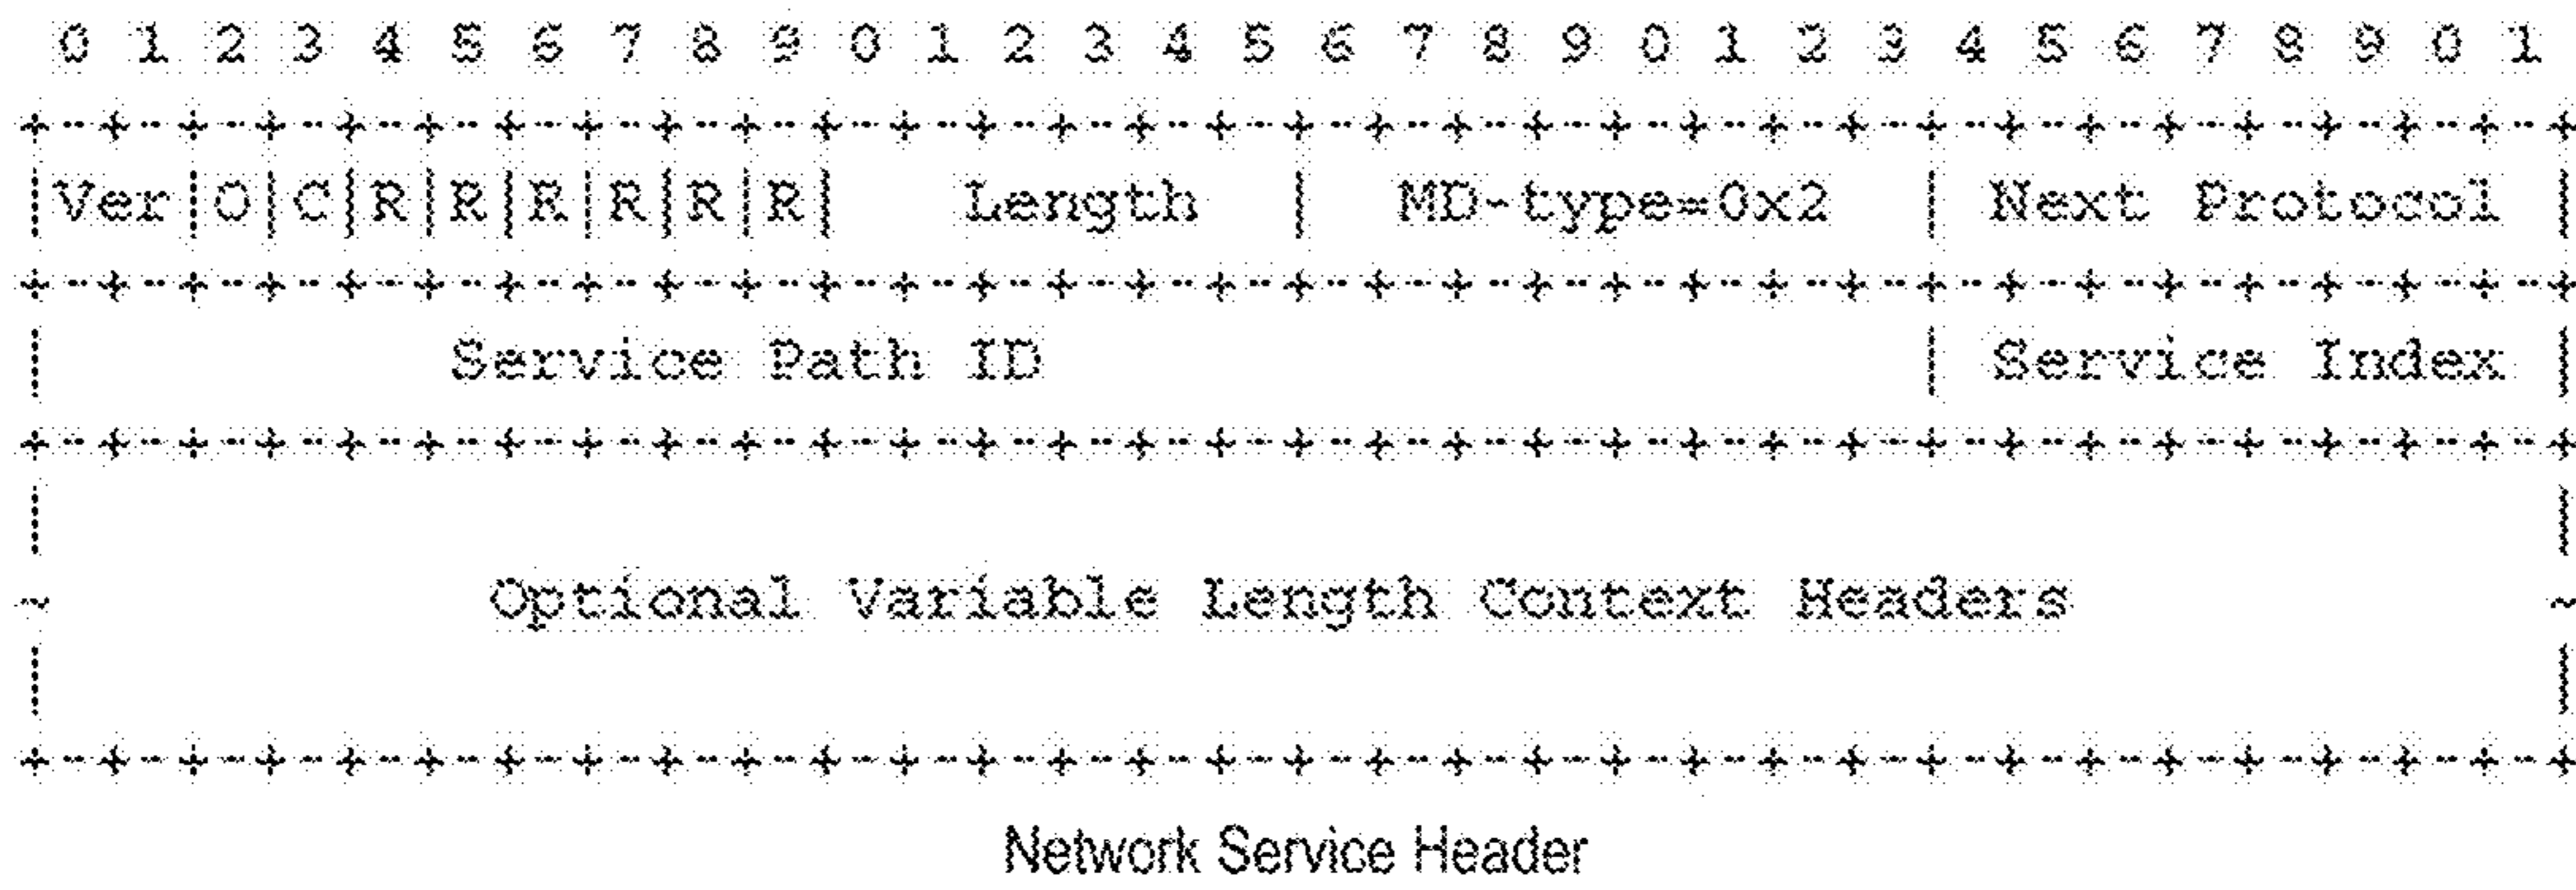 0 1 2 3 4 5 6 7 8 9 0 1 2 3 4 5 6 7 8 9 0 1 2 3 4 5 6 7 8 9 0 1
+-+-+-+-+-+-+-+-+-+-+-+-+-+-+-+-+-+-+-+-+-+-+-+-+-+-+-+-+-+-+-+-+
|Ver|O|C|R|R|R|R|R|R| Length | MD-type=0x2 | Next Protocol |
+-+-+-+-+-+-+-+-+-+-+-+-+-+-+-+-+-+-+-+-+-+-+-+-+-+-+-+-+-+-+-+-+
| Service Path ID | Service Index |
+-+-+-+-+-+-+-+-+-+-+-+-+-+-+-+-+-+-+-+-+-+-+-+-+-+-+-+-+-+-+-+-+
| |
~ Optional Variable Length Context Headers ~
| |
+-+-+-+-+-+-+-+-+-+-+-+-+-+-+-+-+-+-+-+-+-+-+-+-+-+-+-+-+-+-+-+-+
Network Service Header